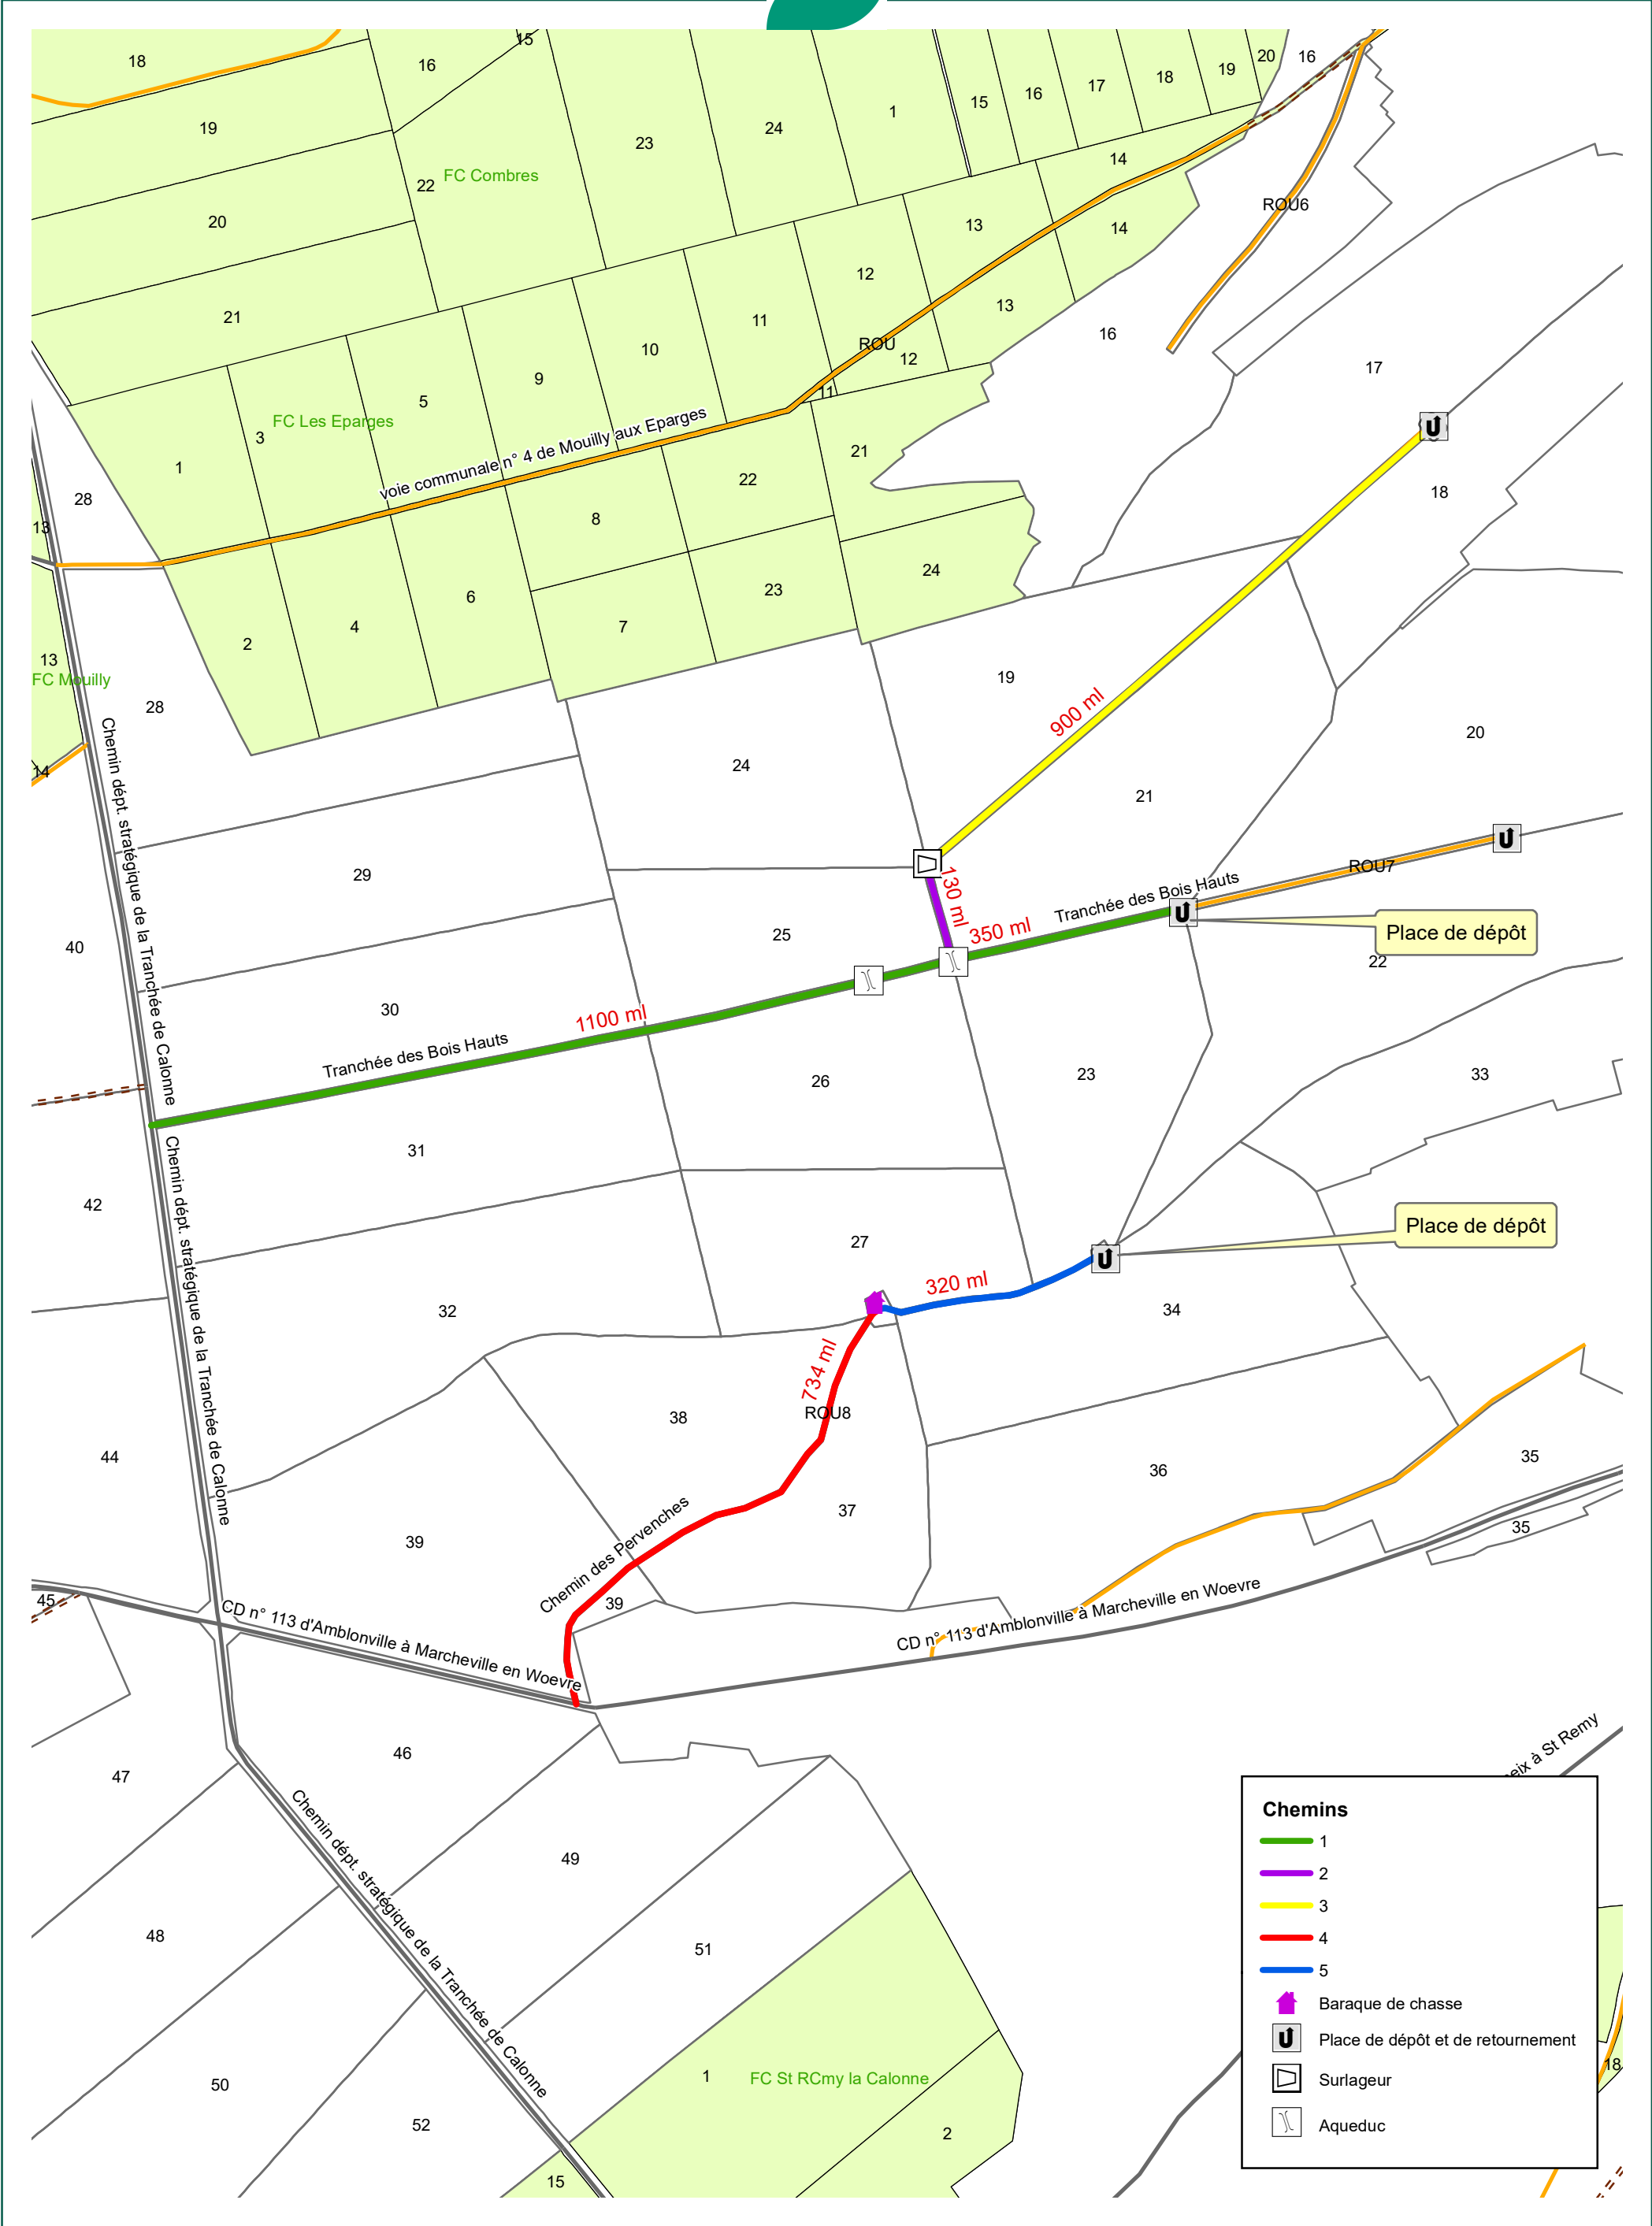 18
16
15
19
22
FC Combres
20
21
23
24
1
15
16
17
18
19
20
16
14
14
13
13
12
12
11
11
10
9
5
3
FC Les Eparges
1
voie communale n° 4 de Mouilly aux Eparges
ROU
ROU6
16
17
18
21
22
8
24
23
7
6
4
2
28
13
13
FC Mouilly
28
14
Chemin dépt. stratégique de la Tranchée de Calonne
19
900 ml
20
24
21
29
130 ml
ROU7
Tranchée des Bois Hauts
350 ml
Place de dépôt
22
25
40
30
1100 ml
Tranchée des Bois Hauts
26
23
33
31
42
Chemin dépt. stratégique de la Tranchée de Calonne
27
Place de dépôt
320 ml
32
34
734 ml
ROU8
38
44
36
35
37
35
39
Chemin des Pervenches
39
45
CD n° 113 d'Amblonville à Marcheville en Woevre
CD n° 113 d'Amblonville à Marcheville en Woevre
46
47
eix à St Remy
Chemin dépt. stratégique de la Tranchée de Calonne
49
48
51
50
52
1
FC St RCmy la Calonne
2
15
18
Chemins
1
2
3
4
5
Baraque de chasse
Place de dépôt et de retournement
Surlageur
Aqueduc